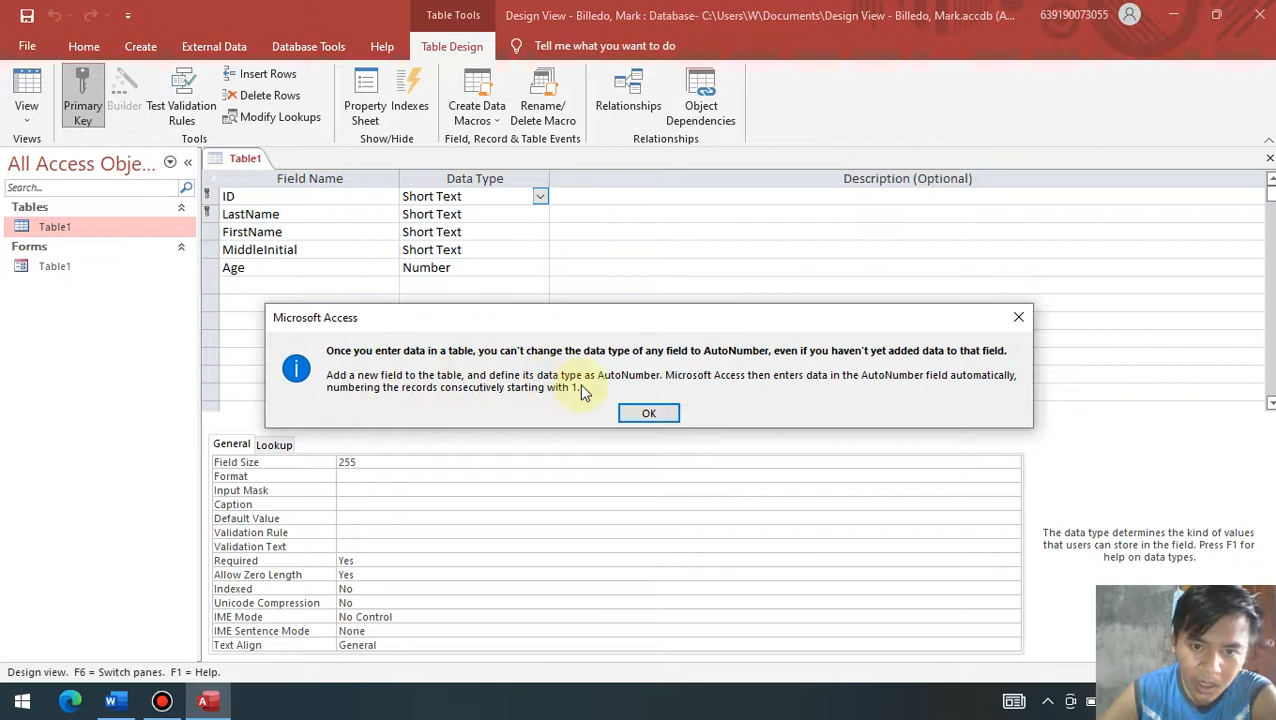 Table Tools
Design View - Billedo, Mark : Database- C:\Users\W\Documents\Design View - Billedo, Mark.accdb (A...
639190073055
File
Home
Create
External Data
Database Tools
Help
Table Design
Tell me what you want to do
View
Primary Key
Builder
Test Validation Rules
Insert Rows
Delete Rows
Modify Lookups
Property Sheet
Indexes
Create Data Macros
Rename/ Delete Macro
Relationships
Object Dependencies
Views
Tools
Show/Hide
Field, Record & Table Events
Relationships
All Access Obje...
Search...
Tables
Table1
Forms
Table1
Table1
Field Name Data Type Description (Optional)
ID Short Text
LastName Short Text
FirstName Short Text
MiddleInitial Short Text
Age Number
Microsoft Access
Once you enter data in a table, you can't change the data type of any field to AutoNumber, even if you haven't yet added data to that field.
Add a new field to the table, and define its data type as AutoNumber. Microsoft Access then enters data in the AutoNumber field automatically,
numbering the records consecutively starting with 1.
OK
General Lookup
Field Size 255
Format
Input Mask
Caption
Default Value
Validation Rule
Validation Text
Required Yes
Allow Zero Length Yes
Indexed No
Unicode Compression No
IME Mode No Control
IME Sentence Mode None
Text Align General
The data type determines the kind of values
that users can store in the field. Press F1 for
help on data types.
Design view. F6 = Switch panes. F1 = Help.